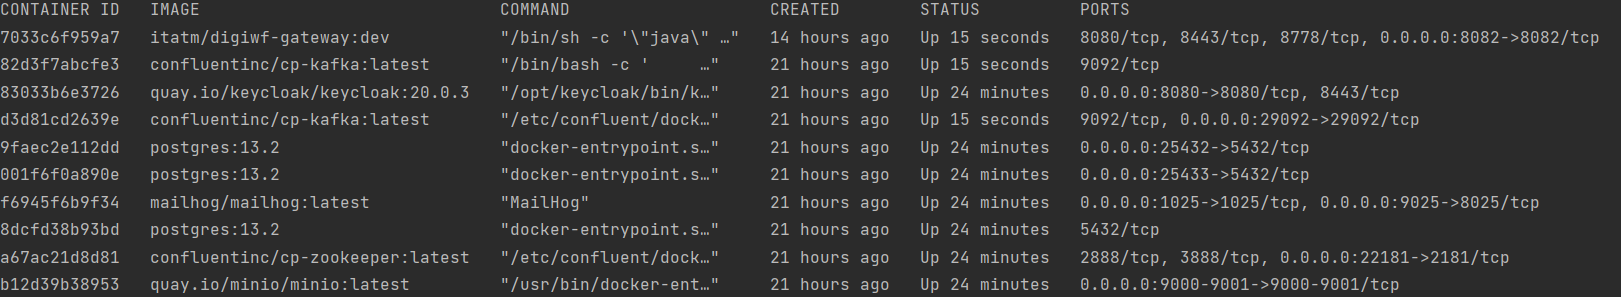 CONTAINER ID   IMAGE                              COMMAND                  CREATED        STATUS          PORTS
7033c6f959a7   itatm/digiwf-gateway:dev           "/bin/sh -c '\"java\" …"   14 hours ago   Up 15 seconds   8080/tcp, 8443/tcp, 8778/tcp, 0.0.0.0:8082->8082/tcp
82d3f7abcfe3   confluentinc/cp-kafka:latest       "/bin/bash -c '     …"   21 hours ago   Up 15 seconds   9092/tcp
83033b6e3726   quay.io/keycloak/keycloak:20.0.3   "/opt/keycloak/bin/k…"   21 hours ago   Up 24 minutes   0.0.0.0:8080->8080/tcp, 8443/tcp
d3d81cd2639e   confluentinc/cp-kafka:latest       "/etc/confluent/dock…"   21 hours ago   Up 15 seconds   9092/tcp, 0.0.0.0:29092->29092/tcp
9faec2e112dd   postgres:13.2                      "docker-entrypoint.s…"   21 hours ago   Up 24 minutes   0.0.0.0:25432->5432/tcp
001f6f0a890e   postgres:13.2                      "docker-entrypoint.s…"   21 hours ago   Up 24 minutes   0.0.0.0:25433->5432/tcp
f6945f6b9f34   mailhog/mailhog:latest             "MailHog"                21 hours ago   Up 24 minutes   0.0.0.0:1025->1025/tcp, 0.0.0.0:9025->8025/tcp
8dcfd38b93bd   postgres:13.2                      "docker-entrypoint.s…"   21 hours ago   Up 24 minutes   5432/tcp
a67ac21d8d81   confluentinc/cp-zookeeper:latest   "/etc/confluent/dock…"   21 hours ago   Up 24 minutes   2888/tcp, 3888/tcp, 0.0.0.0:22181->2181/tcp
b12d39b38953   quay.io/minio/minio:latest         "/usr/bin/docker-ent…"   21 hours ago   Up 24 minutes   0.0.0.0:9000-9001->9000-9001/tcp